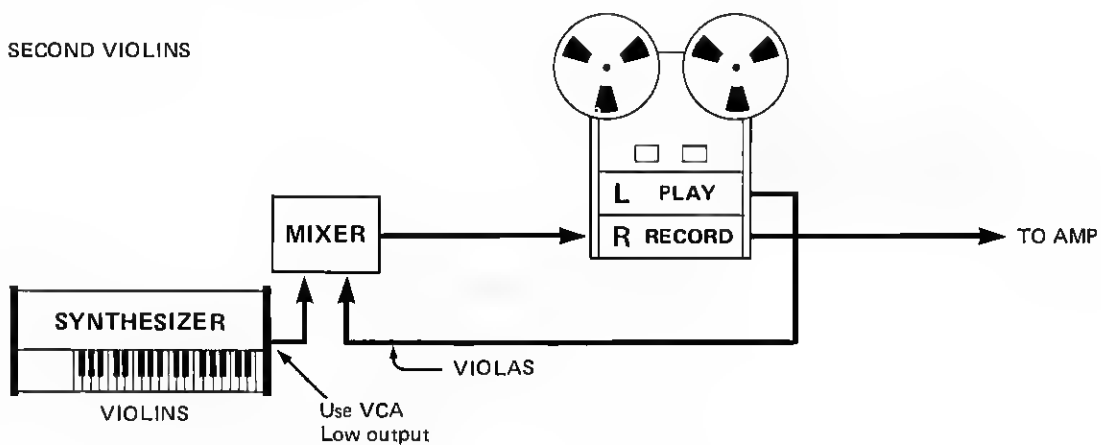 SECOND VIOLINS
L PLAY
R RECORD
MIXER
TO AMP
SYNTHESIZER
VIOLAS
VIOLINS
Use VCA
Low output